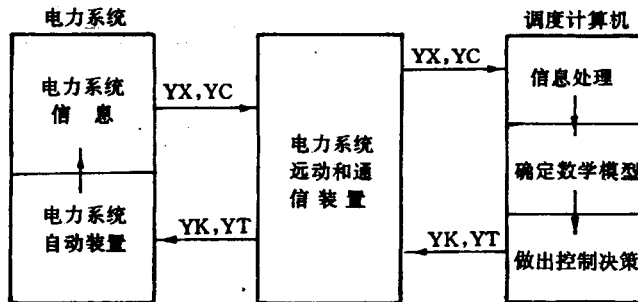 电力系统
调度计算机
电力系统
信 息
YX,YC
电力系统
远动和通
信装置
YX,YC
信息处理
确定数学模型
电力系统
自动装置
YK,YT
YK,YT
做出控制决策